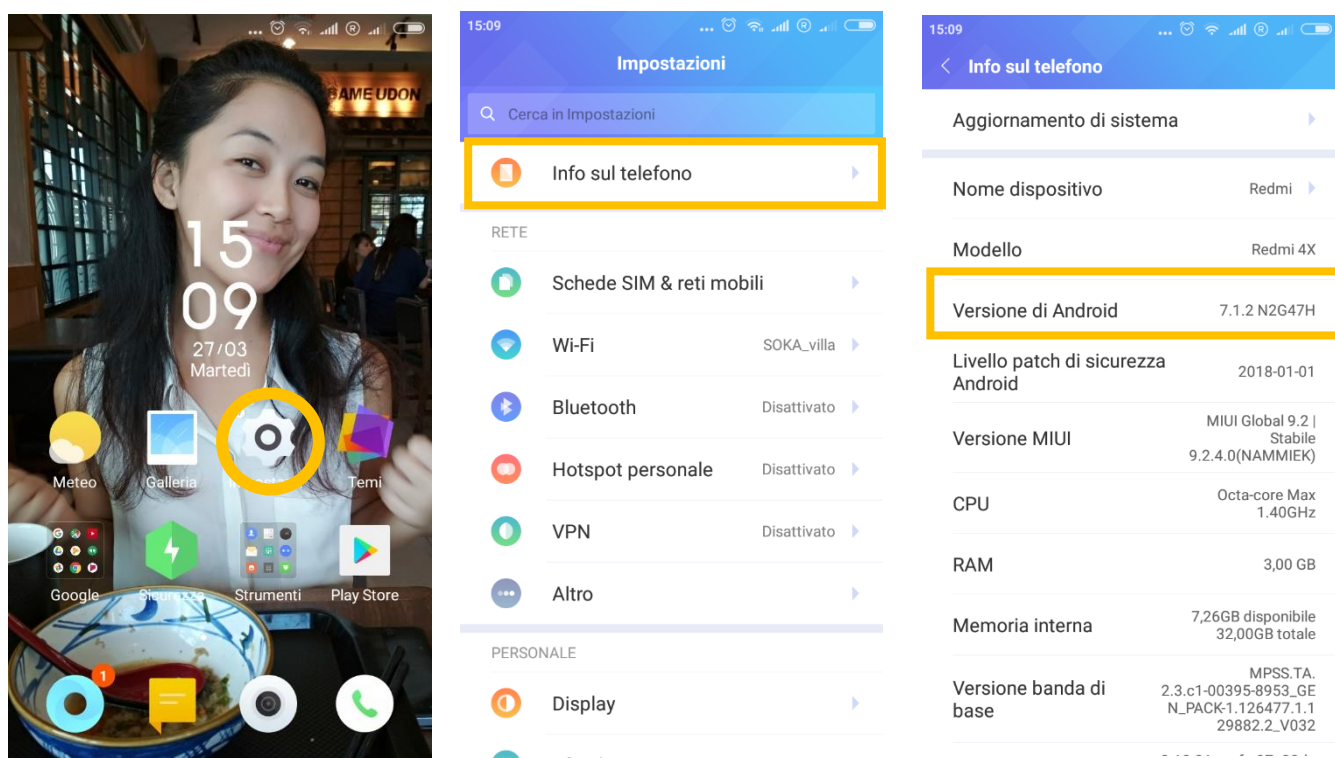 SAME UDON
15
09
27/03
Martedì
Meteo
Galleria
Temi
Google
Sicurezza
Strumenti
Play Store
1
15:09
Impostazioni
Cerca in Impostazioni
Info sul telefono
RETE
Schede SIM & reti mobili
Wi-Fi SOKA_villa
Bluetooth Disattivato
Hotspot personale Disattivato
VPN Disattivato
Altro
PERSONALE
Display
15:09
Info sul telefono
Aggiornamento di sistema
Nome dispositivo Redmi
Modello Redmi 4X
Versione di Android 7.1.2 N2G47H
Livello patch di sicurezza
Android 2018-01-01
Versione MIUI MIUI Global 9.2 |
Stabile
9.2.4.0(NAMMIEK)
CPU Octa-core Max
1.40GHz
RAM 3,00 GB
Memoria interna 7,26GB disponibile
32,00GB totale
Versione banda di
base
MPSS.TA.
2.3.c1-00395-8953_GE
N_PACK-1.126477.1.1
29882.2_V032